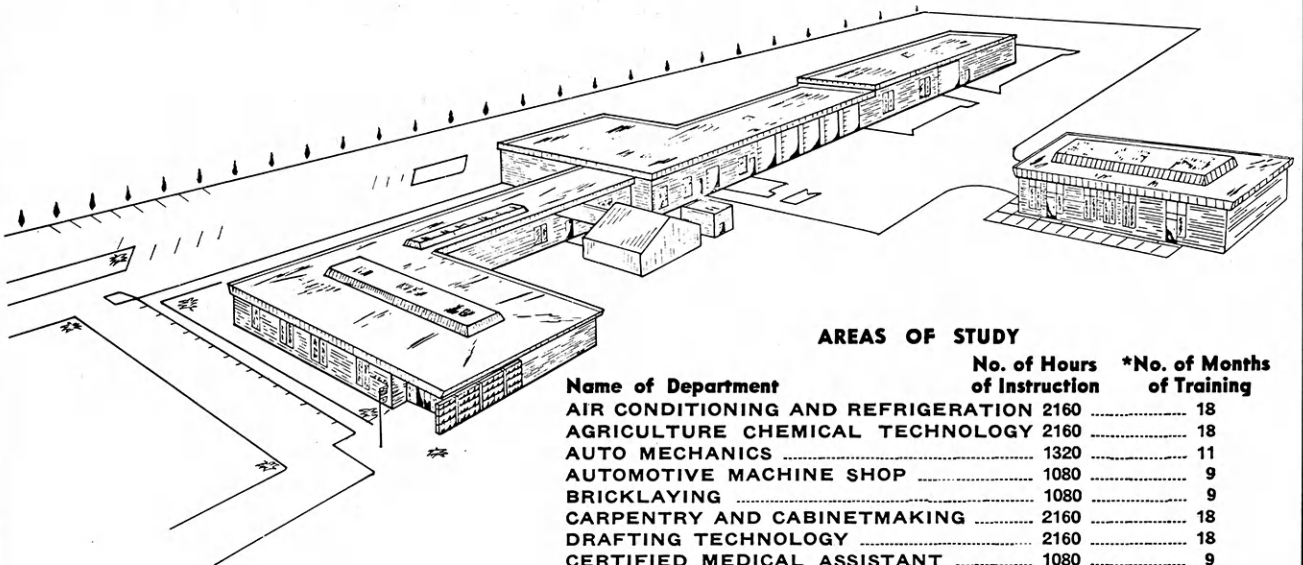 AREAS OF STUDY
No. of Hours *No. of Months
Name of Department of Instruction of Training
AIR CONDITIONING AND REFRIGERATION 2160 ............... 18
AGRICULTURE CHEMICAL TECHNOLOGY 2160 ............... 18
AUTO MECHANICS ............... 1320 ............... 11
AUTOMOTIVE MACHINE SHOP ............... 1080 ............... 9
BRICKLAYING ............... 1080 ............... 9
CARPENTRY AND CABINETMAKING ............... 2160 ............... 18
DRAFTING TECHNOLOGY ............... 2160 ............... 18
CERTIFIED MEDICAL ASSISTANT ............... 1080 ............... 9